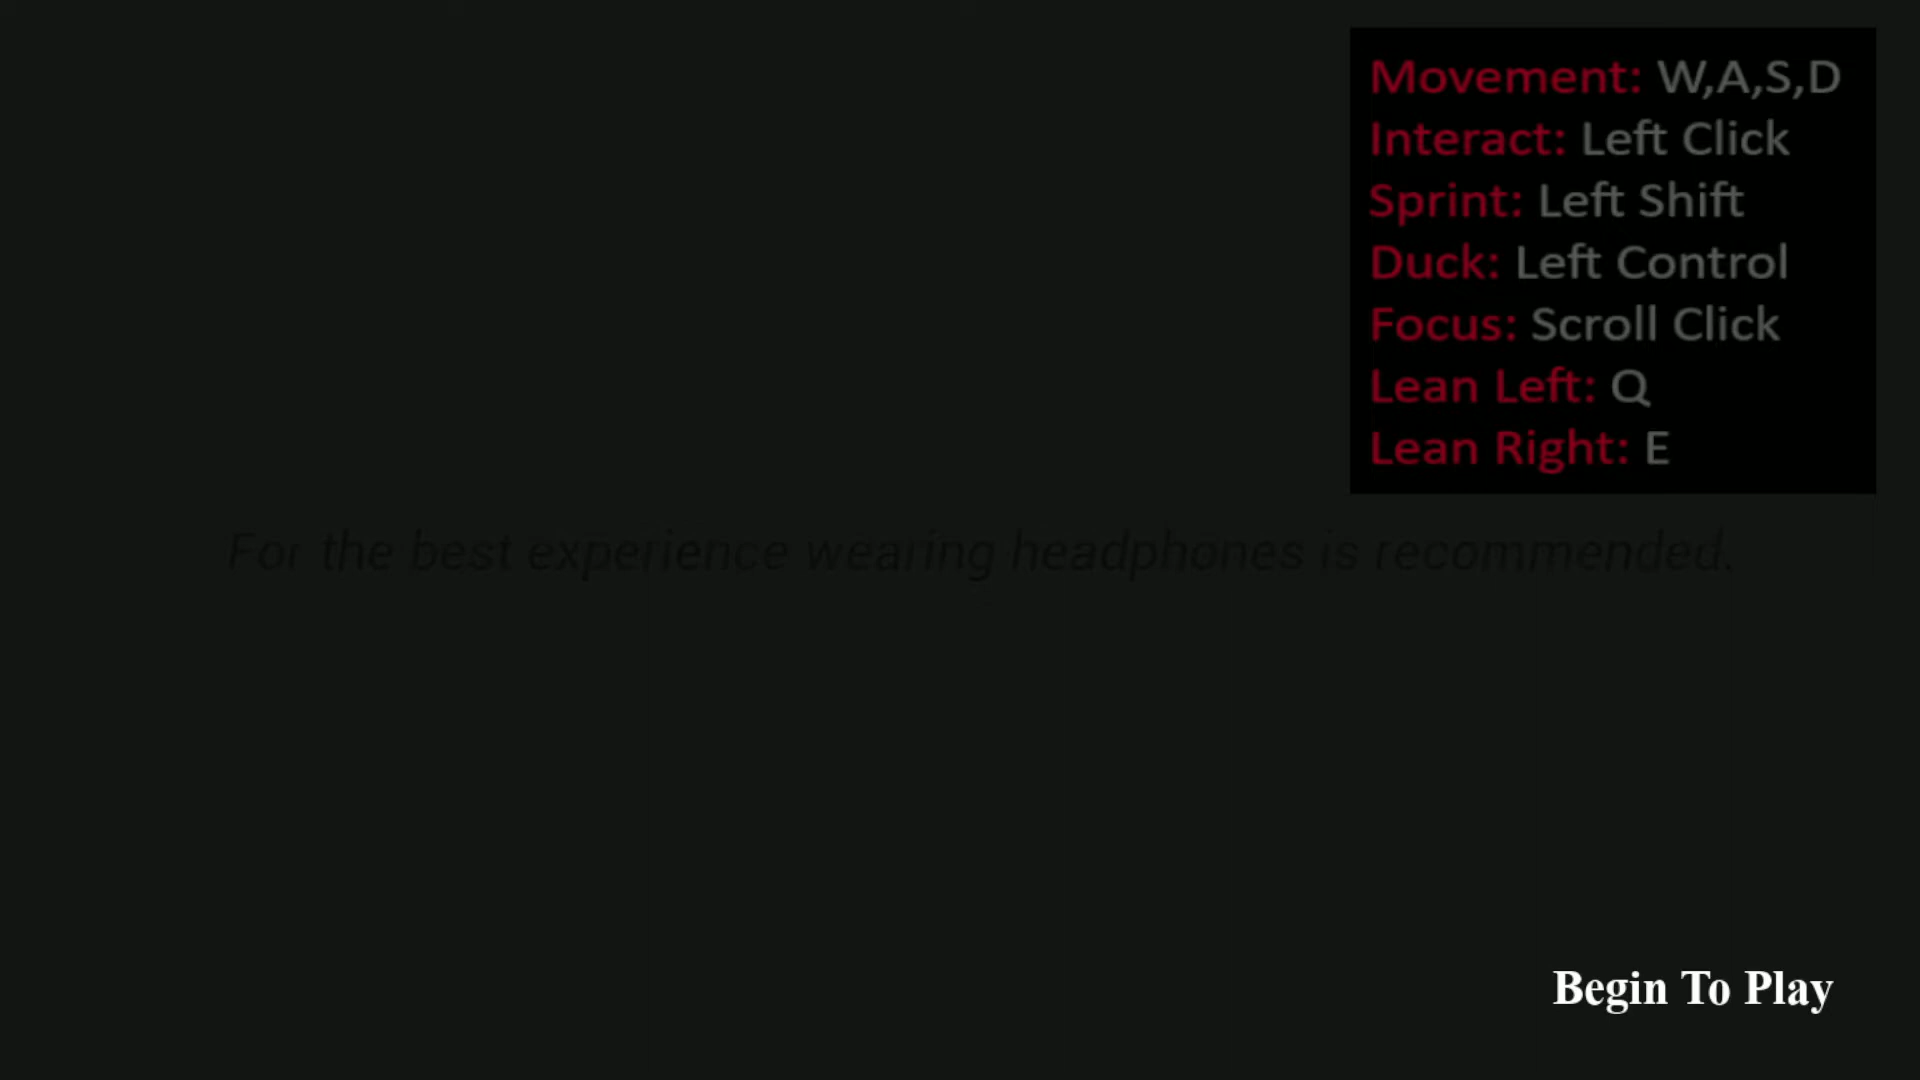 Movement: W,A,S,D
Interact: Left Click
Sprint: Left Shift
Duck: Left Control
Focus: Scroll Click
Lean Left: Q
Lean Right: E
For the best experience wearing headphones is recommended.
Begin To Play